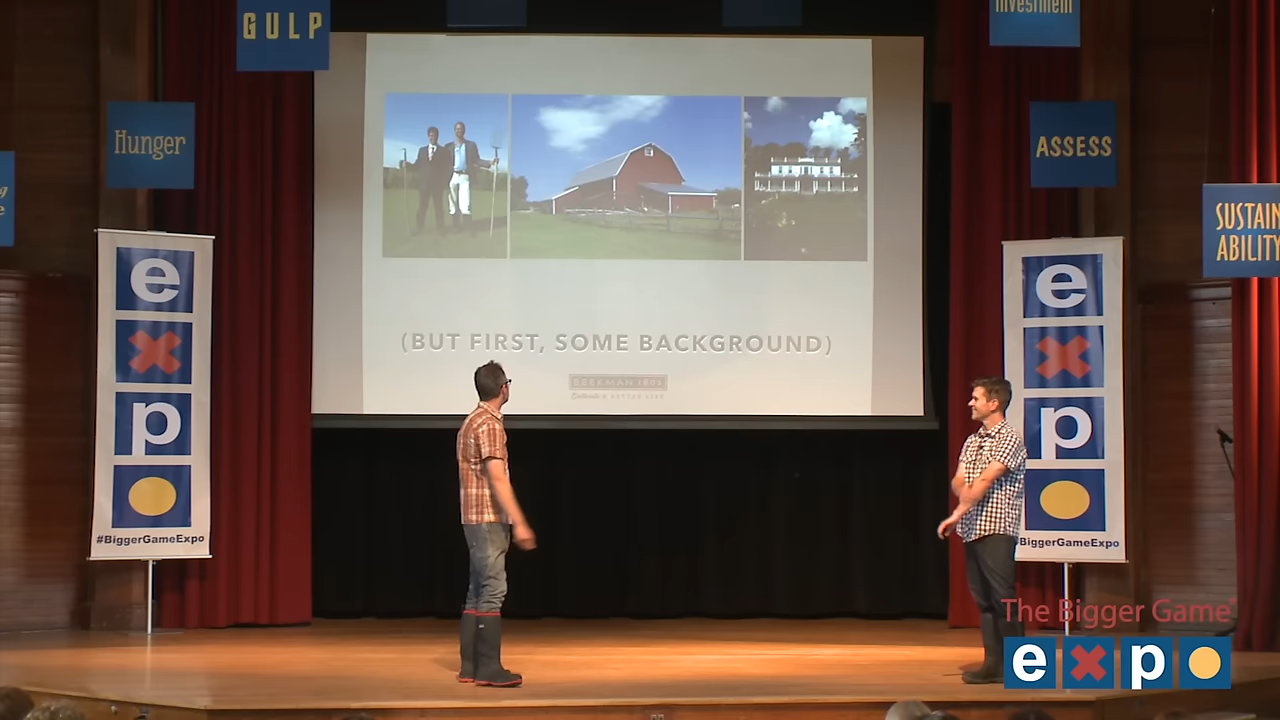 GULP
Investment
Hunger
ASSESS
SUSTAIN
ABILITY
(BUT FIRST, SOME BACKGROUND)
BEEKMAN 1802
e
x
p
#BiggerGameExpo
e
x
p
BiggerGameExpo
The Bigger Game
expo